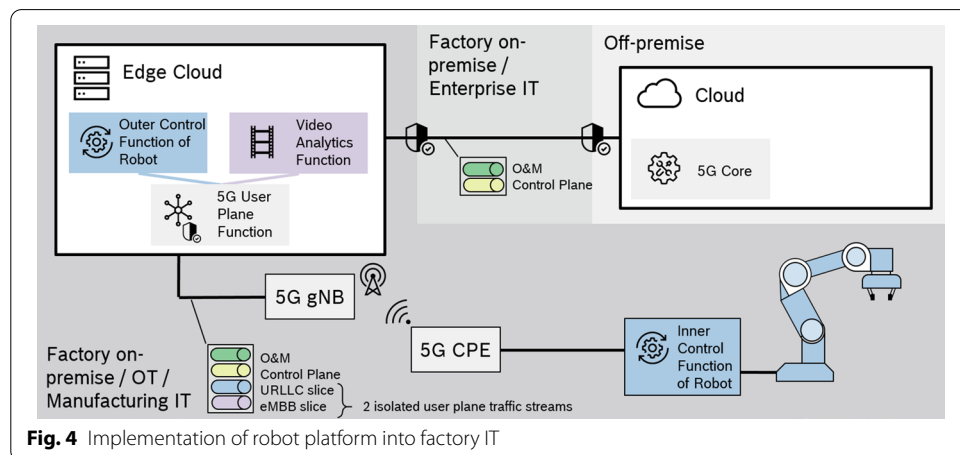 Edge Cloud
Outer Control
Function of
Robot
Video
Analytics
Function
5G User
Plane
Function
Factory on-
premise /
Enterprise IT
O&M
Control Plane
Off-premise
Cloud
5G Core
5G gNB
5G CPE
Inner
Control
Function
of Robot
Factory on-
premise / OT /
Manufacturing IT
O&M
Control Plane
URLLC slice
eMBB slice
2 isolated user plane traffic streams
Fig. 4 Implementation of robot platform into factory IT